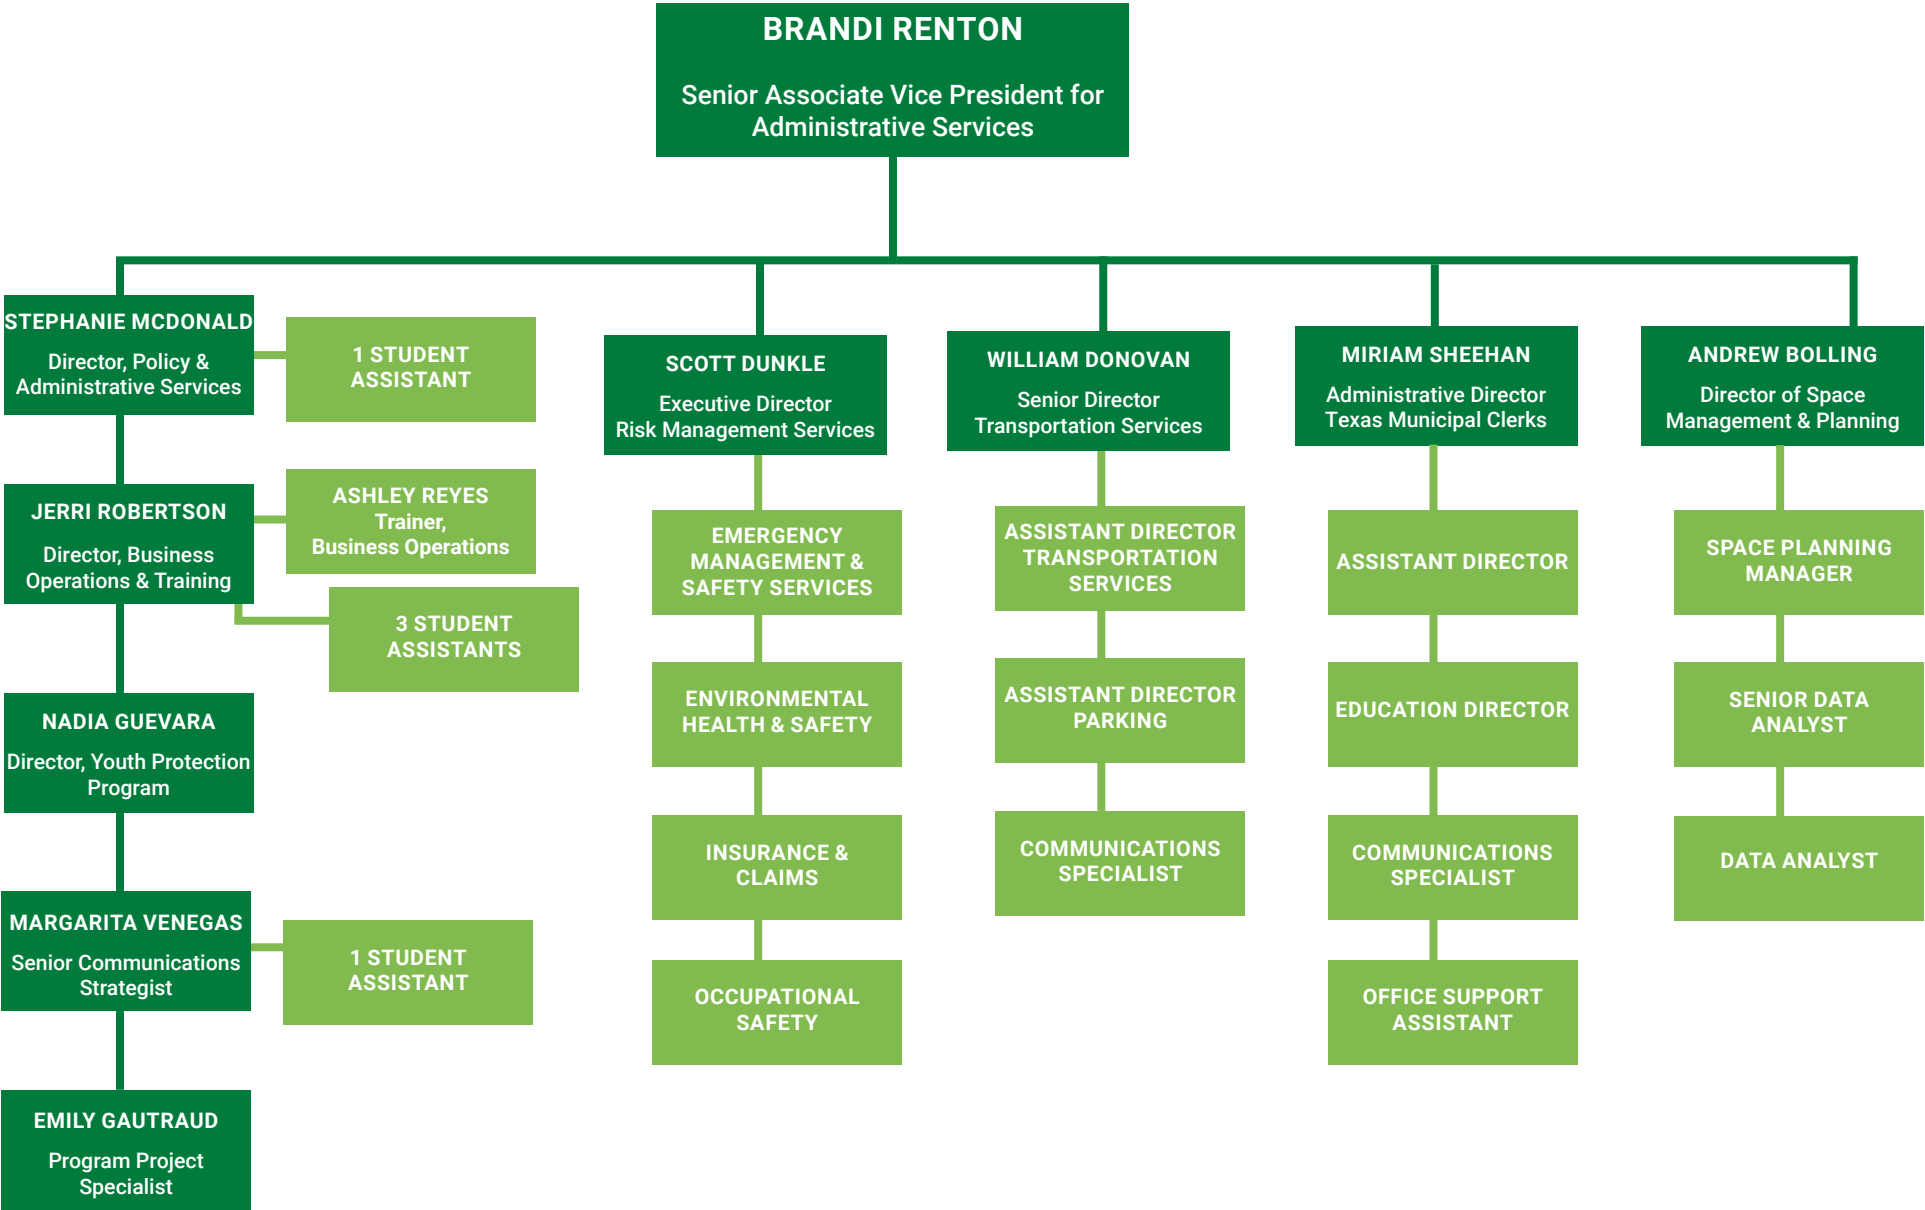 BRANDI RENTON
Senior Associate Vice President for
Administrative Services
STEPHANIE MCDONALD
Director, Policy &
Administrative Services
1 STUDENT
ASSISTANT
JERRI ROBERTSON
Director, Business
Operations & Training
ASHLEY REYES
Trainer,
Business Operations
3 STUDENT
ASSISTANTS
NADIA GUEVARA
Director, Youth Protection
Program
MARGARITA VENEGAS
Senior Communications
Strategist
1 STUDENT
ASSISTANT
EMILY GAUTRAUD
Program Project
Specialist
SCOTT DUNKLE
Executive Director
Risk Management Services
EMERGENCY
MANAGEMENT &
SAFETY SERVICES
ENVIRONMENTAL
HEALTH & SAFETY
INSURANCE &
CLAIMS
OCCUPATIONAL
SAFETY
WILLIAM DONOVAN
Senior Director
Transportation Services
ASSISTANT DIRECTOR
TRANSPORTATION
SERVICES
ASSISTANT DIRECTOR
PARKING
COMMUNICATIONS
SPECIALIST
MIRIAM SHEEHAN
Administrative Director
Texas Municipal Clerks
ASSISTANT DIRECTOR
EDUCATION DIRECTOR
COMMUNICATIONS
SPECIALIST
OFFICE SUPPORT
ASSISTANT
ANDREW BOLLING
Director of Space
Management & Planning
SPACE PLANNING
MANAGER
SENIOR DATA
ANALYST
DATA ANALYST